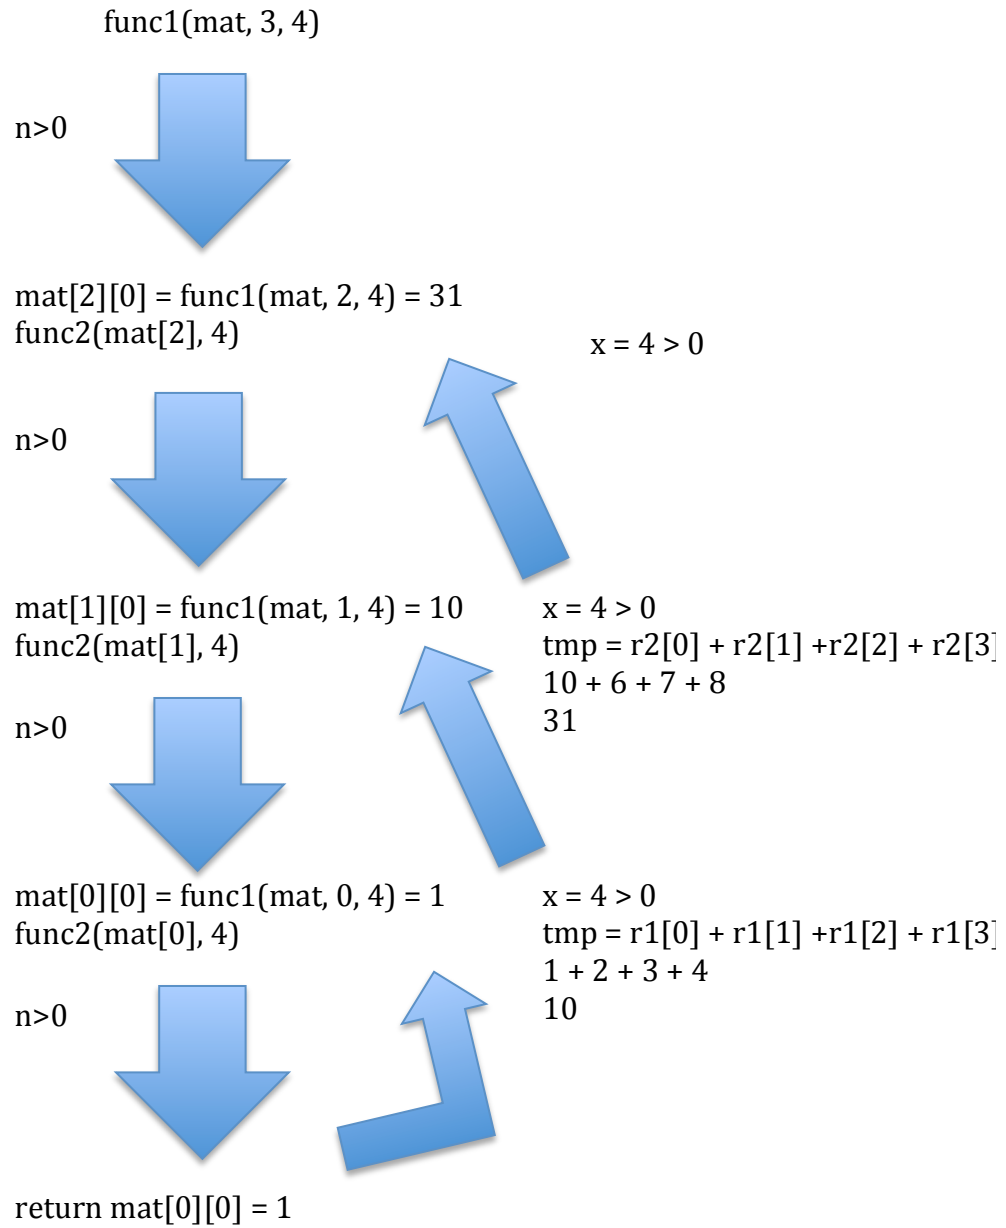 func1(mat, 3, 4)
n>0
mat[2][0] = func1(mat, 2, 4) = 31
func2(mat[2], 4)
x = 4 > 0
n>0
mat[1][0] = func1(mat, 1, 4) = 10
func2(mat[1], 4)
x = 4 > 0
tmp = r2[0] + r2[1] +r2[2] + r2[3]
10 + 6 + 7 + 8
31
n>0
mat[0][0] = func1(mat, 0, 4) = 1
func2(mat[0], 4)
x = 4 > 0
tmp = r1[0] + r1[1] +r1[2] + r1[3]
1 + 2 + 3 + 4
10
n>0
return mat[0][0] = 1